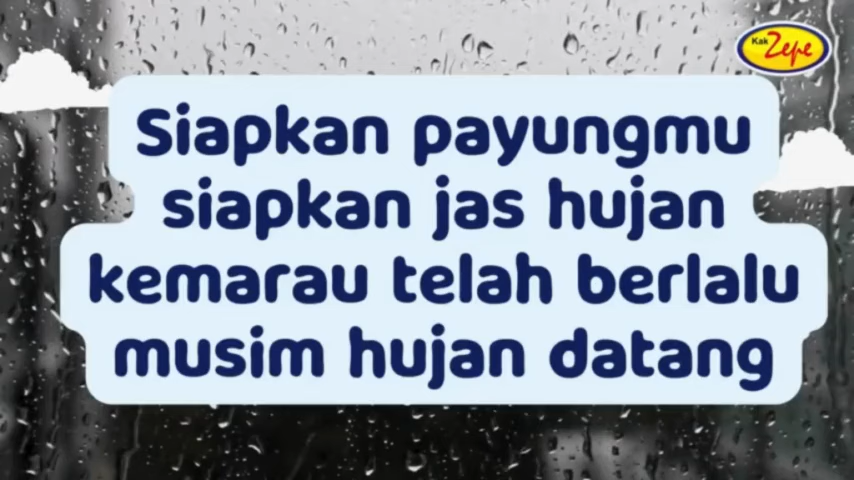 Kak
Zepe
Siapkan payungmu
siapkan jas hujan
kemarau telah berlalu
musim hujan datang